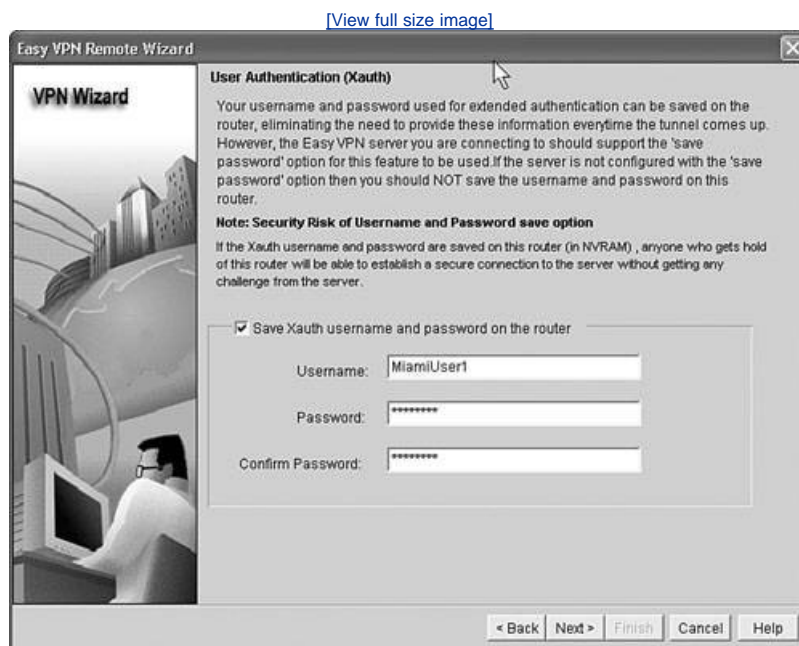 [View full size image]
Easy VPN Remote Wizard
VPN Wizard
User Authentication (Xauth)
Your username and password used for extended authentication can be saved on the
router, eliminating the need to provide these information everytime the tunnel comes up.
However, the Easy VPN server you are connecting to should support the 'save
password' option for this feature to be used.If the server is not configured with the 'save
password' option then you should NOT save the username and password on this
router.
Note: Security Risk of Username and Password save option
If the Xauth username and password are saved on this router (in NVRAM) , anyone who gets hold
of this router will be able to establish a secure connection to the server without getting any
challenge from the server.
Save Xauth username and password on the router
Username: MiamiUser1
Password: ********
Confirm Password: ********
< Back Next > Finish Cancel Help